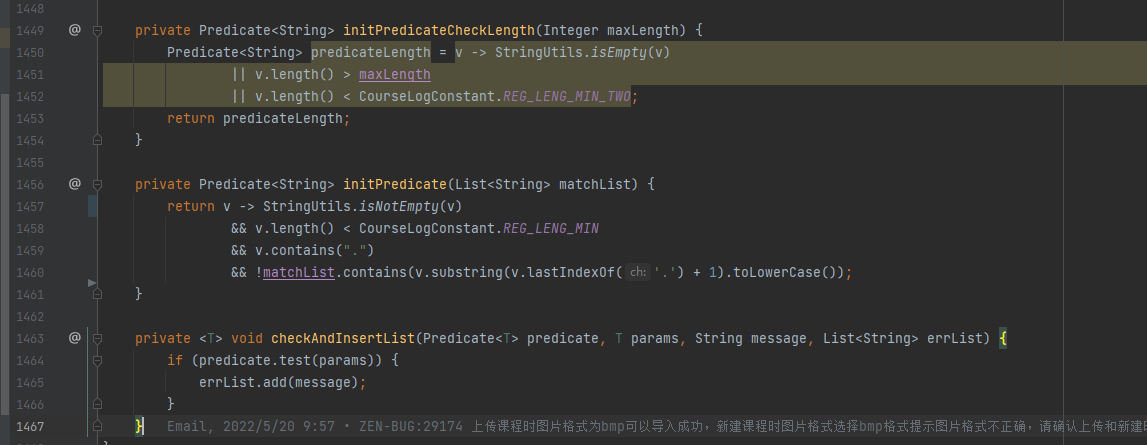 1448
1449 @ private Predicate<String> initPredicateCheckLength(Integer maxLength) {
1450 Predicate<String> predicateLength = v -> StringUtils.isEmpty(v)
1451 || v.length() > maxLength
1452 || v.length() < CourseLogConstant.REG_LENG_MIN_TWO;
1453 return predicateLength;
1454 }
1455
1456 @ private Predicate<String> initPredicate(List<String> matchList) {
1457 return v -> StringUtils.isNotEmpty(v)
1458 && v.length() < CourseLogConstant.REG_LENG_MIN
1459 && v.contains(".")
1460 && !matchList.contains(v.substring(v.lastIndexOf( ch: '.') + 1).toLowerCase());
1461 }
1462
1463 @ private <T> void checkAndInsertList(Predicate<T> predicate, T params, String message, List<String> errList) {
1464 if (predicate.test(params)) {
1465 errList.add(message);
1466 }
1467 } Email, 2022/5/20 9:57 • ZEN-BUG:29174 上传课程时图片格式为bmp可以导入成功，新建课程时图片格式选择bmp格式提示图片格式不正确，请确认上传和新建